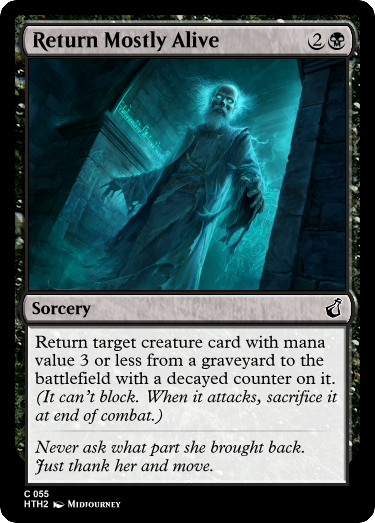 Return Mostly Alive 2
Sorcery
Return target creature card with mana
value 3 or less from a graveyard to the
battlefield with a decayed counter on it.
(It can't block. When it attacks, sacrifice it
at end of combat.)
Never ask what part she brought back.
Just thank her and move.
C 055
HTH2 Midjourney